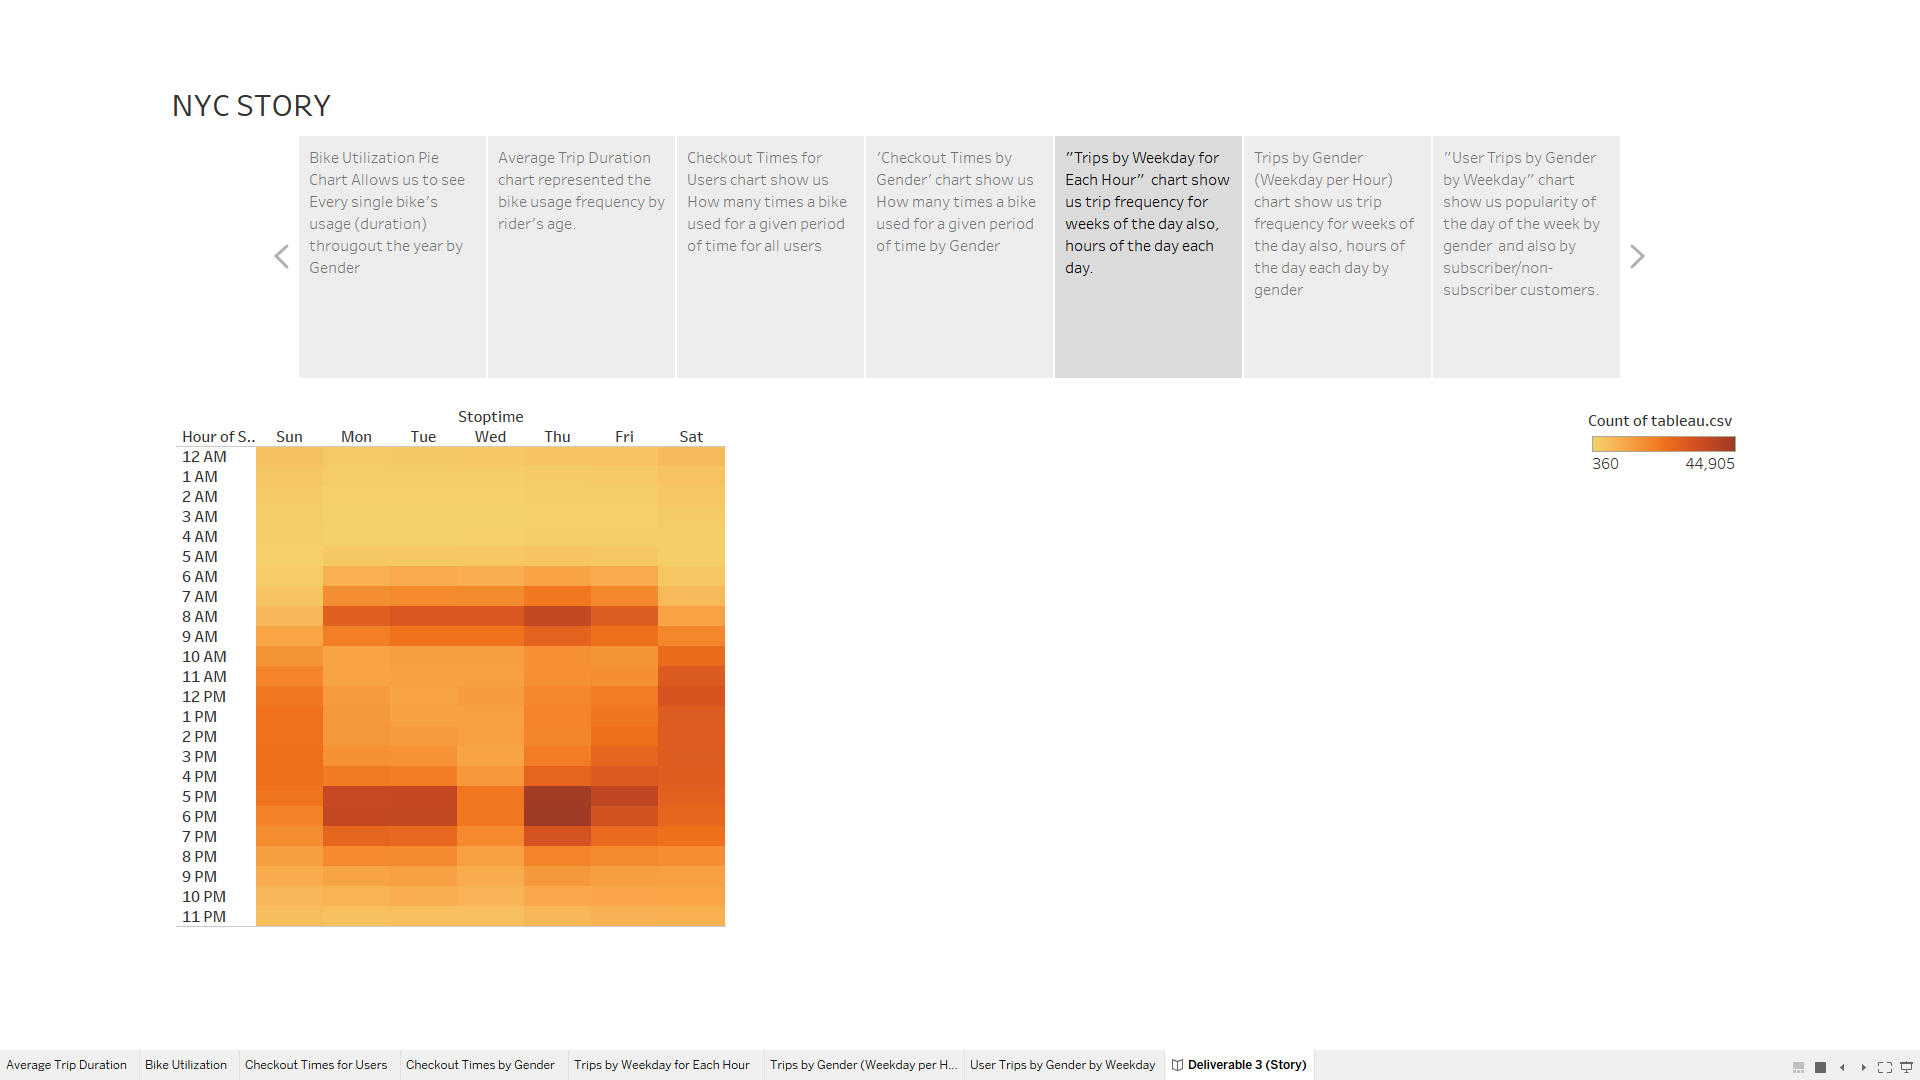 NYC STORY
Bike Utilization Pie
Chart Allows us to see
Every single bike's
usage (duration)
througout the year by
Gender
Average Trip Duration
chart represented the
bike usage frequency by
rider's age.
Checkout Times for
Users chart show us
How many times a bike
used for a given period
of time for all users
'Checkout Times by
Gender' chart show us
How many times a bike
used for a given period
of time by Gender
"Trips by Weekday for
Each Hour"  chart show
us trip frequency for
weeks of the day also,
hours of the day each
day.
Trips by Gender
(Weekday per Hour)
chart show us trip
frequency for weeks of
the day also, hours of
the day each day by
gender
"User Trips by Gender
by Weekday" chart
show us popularity of
the day of the week by
gender  and also by
subscriber/non-
subscriber customers.
Stoptime
Hour of S.. Sun Mon Tue Wed Thu Fri Sat
12 AM
1 AM
2 AM
3 AM
4 AM
5 AM
6 AM
7 AM
8 AM
9 AM
10 AM
11 AM
12 PM
1 PM
2 PM
3 PM
4 PM
5 PM
6 PM
7 PM
8 PM
9 PM
10 PM
11 PM
Count of tableau.csv
360 44,905
Average Trip Duration Bike Utilization Checkout Times for Users Checkout Times by Gender Trips by Weekday for Each Hour Trips by Gender (Weekday per H... User Trips by Gender by Weekday Deliverable 3 (Story)